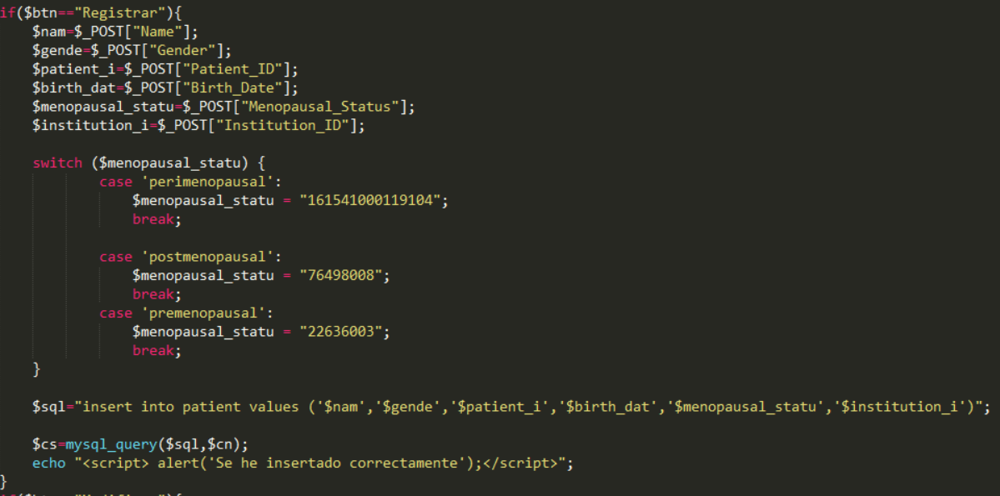 if($btn=="Registrar"){
$nam=$_POST["Name"];
$gende=$_POST["Gender"];
$patient_i=$_POST["Patient_ID"];
$birth_dat=$_POST["Birth_Date"];
$menopausal_statu=$_POST["Menopausal_Status"];
$institution_i=$_POST["Institution_ID"];
switch ($menopausal_statu) {
case 'perimenopausal':
$menopausal_statu = "161541000119104";
break;
case 'postmenopausal':
$menopausal_statu = "76498008";
break;
case 'premenopausal':
$menopausal_statu = "22636003";
break;
}
$sql="insert into patient values ('$nam','$gende','$patient_i','$birth_dat','$menopausal_statu','$institution_i')";
$cs=mysql_query($sql,$cn);
echo "<script> alert('Se he insertado correctamente');</script>";
}